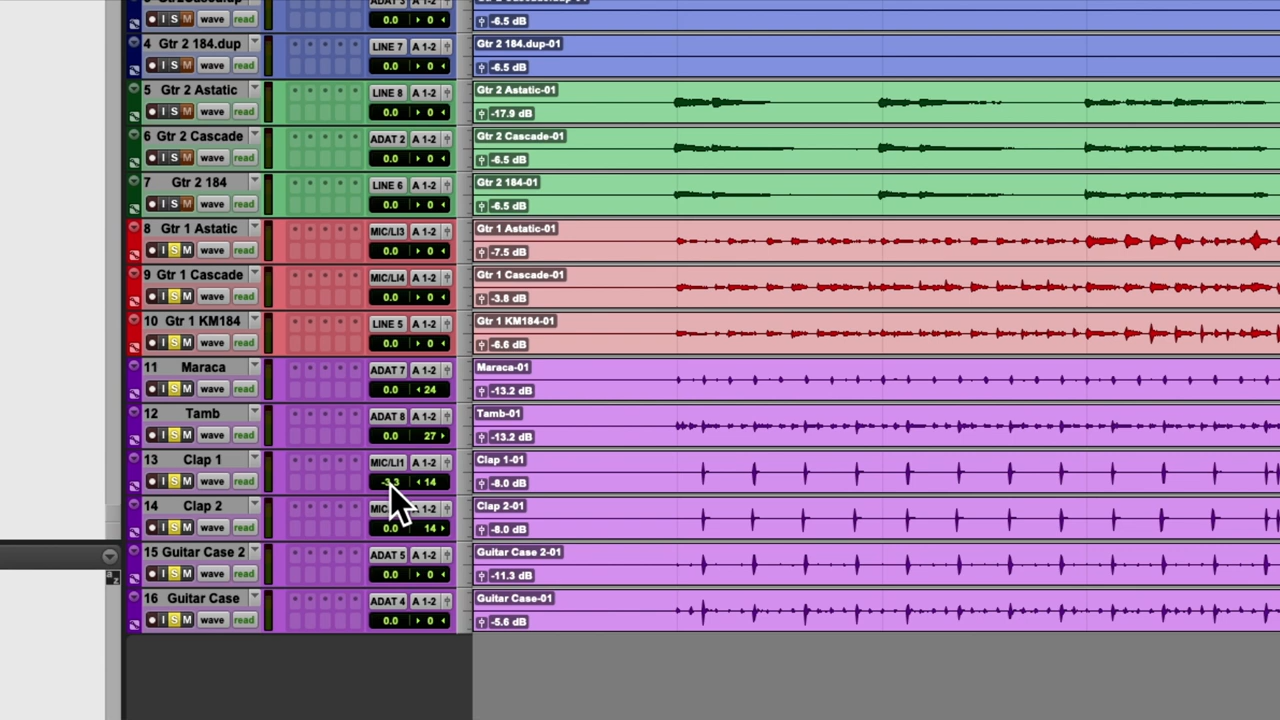 ADAT 3
I S M wave read 0.0 0 -6.5 dB
4 Gtr 2 184.dup LINE 7 A 1-2 Gtr 2 184.dup-01
I S M wave read 0.0 0 -6.5 dB
5 Gtr 2 Astatic LINE 8 A 1-2 Gtr 2 Astatic-01
I S M wave read 0.0 0 -17.9 dB
6 Gtr 2 Cascade ADAT 2 A 1-2 Gtr 2 Cascade-01
I S M wave read 0.0 0 -6.5 dB
7 Gtr 2 184 LINE 6 A 1-2 Gtr 2 184-01
I S M wave read 0.0 0 -6.5 dB
8 Gtr 1 Astatic MIC/LI3 A 1-2 Gtr 1 Astatic-01
I S M wave read 0.0 0 -7.5 dB
9 Gtr 1 Cascade MIC/LI4 A 1-2 Gtr 1 Cascade-01
I S M wave read 0.0 0 -3.8 dB
10 Gtr 1 KM184 LINE 5 A 1-2 Gtr 1 KM184-01
I S M wave read 0.0 0 -6.6 dB
11 Maraca ADAT 7 A 1-2 Maraca-01
I S M wave read 0.0 24 -13.2 dB
12 Tamb ADAT 8 A 1-2 Tamb-01
I S M wave read 0.0 27 -13.2 dB
13 Clap 1 MIC/LI1 A 1-2 Clap 1-01
I S M wave read -3.3 14 -8.0 dB
14 Clap 2 1-2 Clap 2-01
I S M wave read 0.0 14 -8.0 dB
15 Guitar Case 2 ADAT 5 A 1-2 Guitar Case 2-01
I S M wave read 0.0 0 -11.3 dB
16 Guitar Case ADAT 4 A 1-2 Guitar Case-01
I S M wave read 0.0 0 -5.6 dB